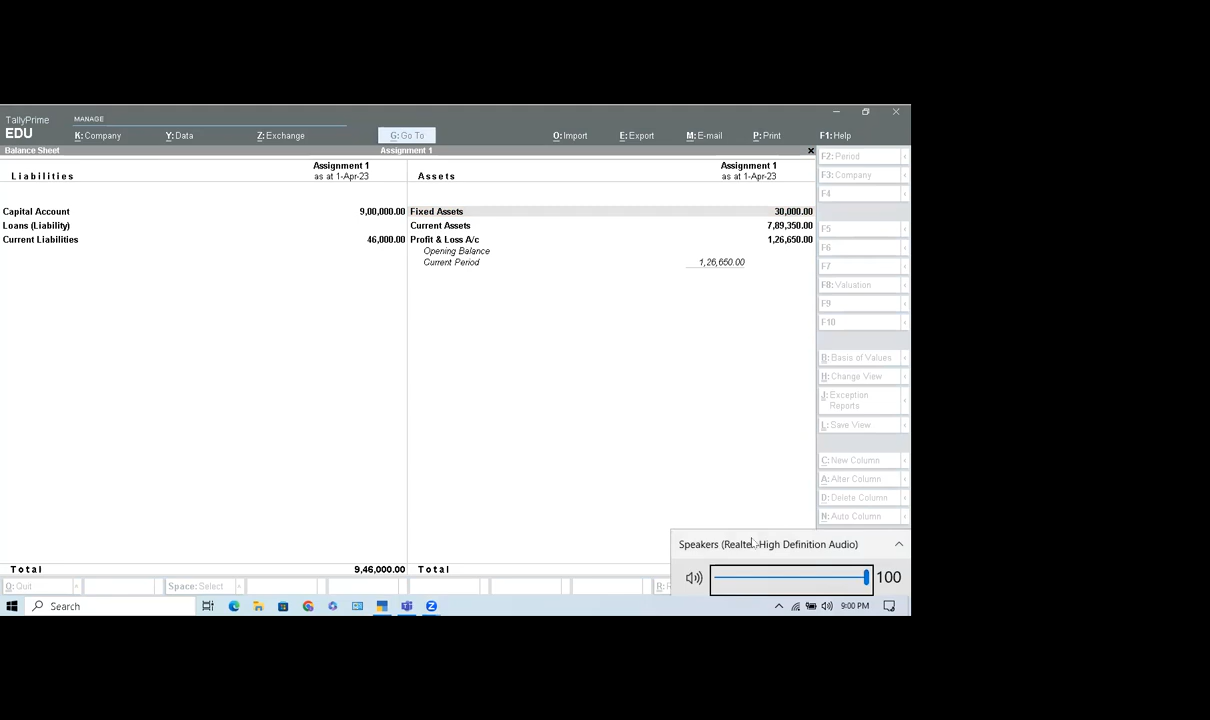 TallyPrime
EDU
MANAGE
K: Company Y: Data Z: Exchange G: Go To O: Import E: Export M: E-mail P: Print F1: Help
Balance Sheet Assignment 1
Liabilities Assignment 1 as at 1-Apr-23 Assets Assignment 1 as at 1-Apr-23
Capital Account 9,00,000.00 Fixed Assets 30,000.00
Loans (Liability) Current Assets 7,89,350.00
Current Liabilities 46,000.00 Profit & Loss A/c 1,26,650.00
Opening Balance
Current Period 1,26,650.00
Total 9,46,000.00 Total
F2: Period
F3: Company
F4
F5
F6
F7
F8: Valuation
F9
F10
B: Basis of Values
H: Change View
J: Exception
Reports
L: Save View
C: New Column
A: Alter Column
D: Delete Column
N: Auto Column
Q: Quit Space: Select R:
Speakers (Realtek High Definition Audio)
100
Search
9:00 PM